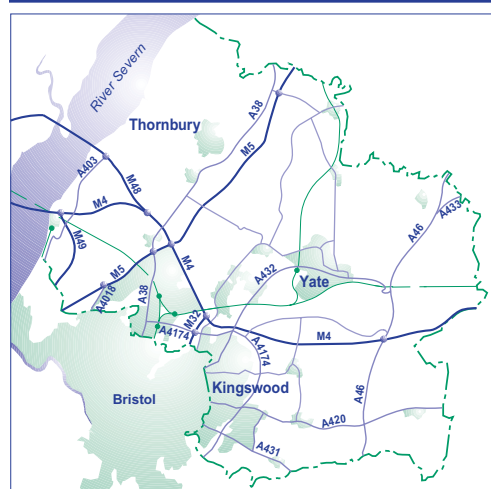 River Severn
Thornbury
A38
M5
A403
M48
M4
M49
M5
A4018
A38
M4
A432
Yate
A46
A433
A4174
M32
A4174
M4
Kingswood
Bristol
A46
A420
A431